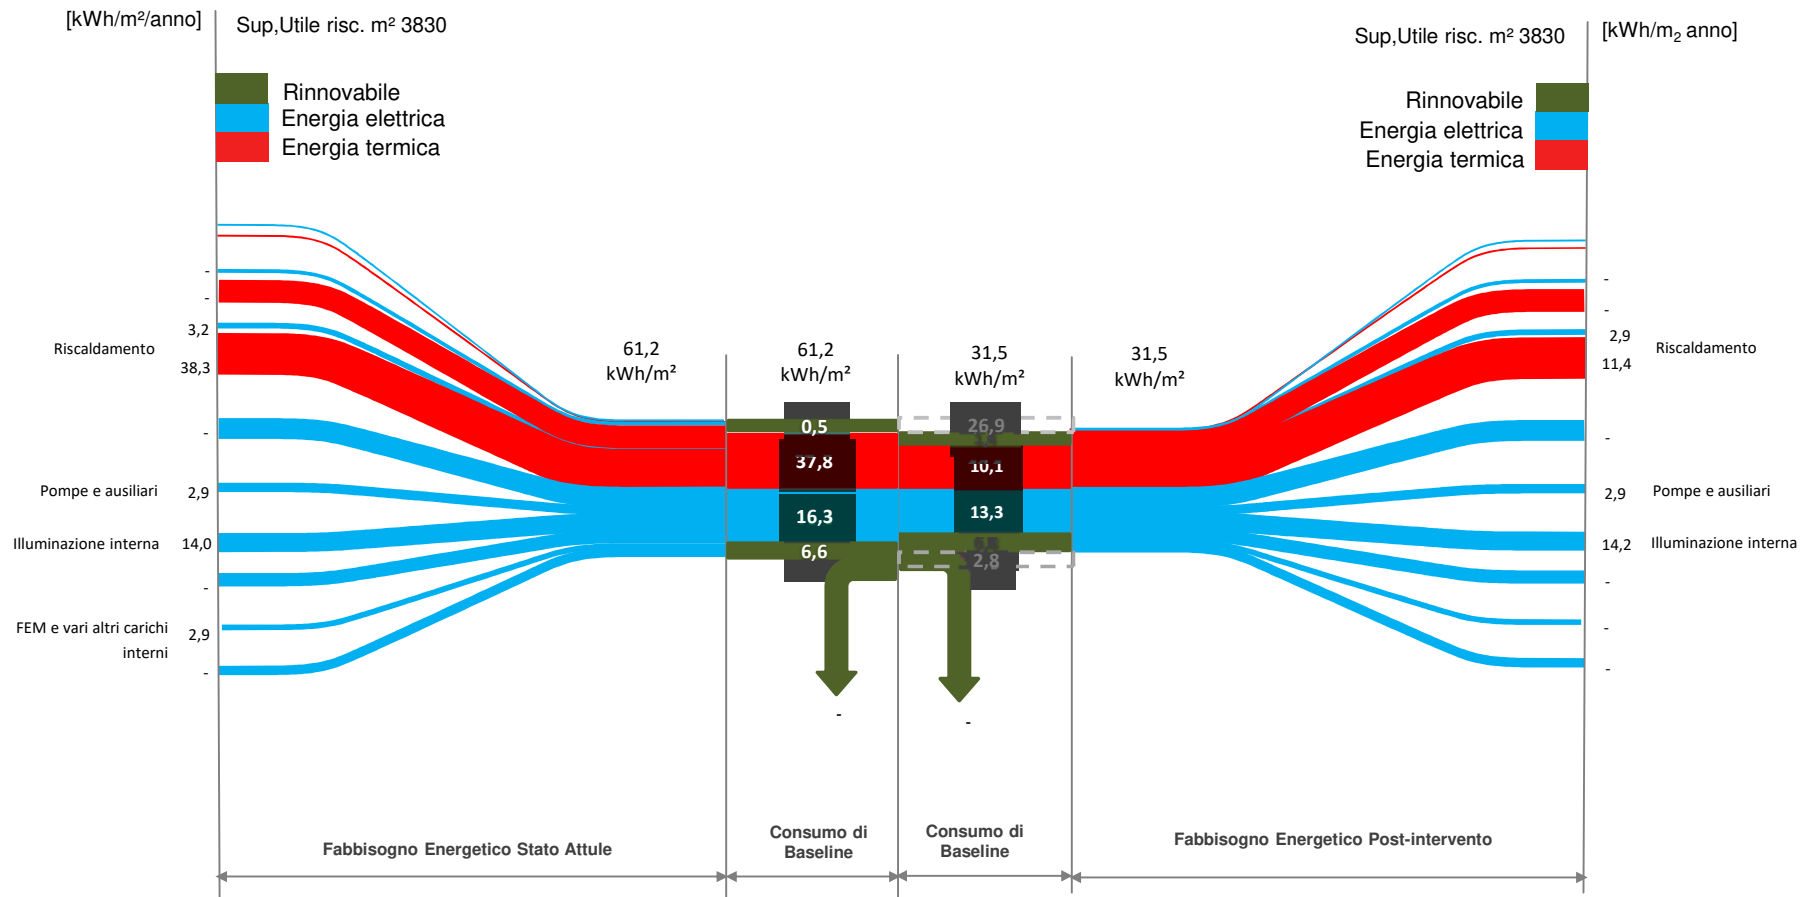 [kWh/m²/anno]
Sup,Utile risc. m² 3830
Sup,Utile risc. m² 3830
[kWh/m₂ anno]
Rinnovabile
Energia elettrica
Energia termica
Rinnovabile
Energia elettrica
Energia termica
-
-
3,2
Riscaldamento
38,3
-
Pompe e ausiliari 2,9
Illuminazione interna 14,0
-
FEM e vari altri carichi
interni
2,9
-
61,2
kWh/m²
61,2
kWh/m²
31,5
kWh/m²
31,5
kWh/m²
0,5
37,8
16,3
6,6
-
26,9
10,1
13,3
2,8
-
-
-
2,9
Riscaldamento
11,4
-
2,9 Pompe e ausiliari
14,2 Illuminazione interna
-
-
-
Fabbisogno Energetico Stato Attule
Consumo di
Baseline
Consumo di
Baseline
Fabbisogno Energetico Post-intervento